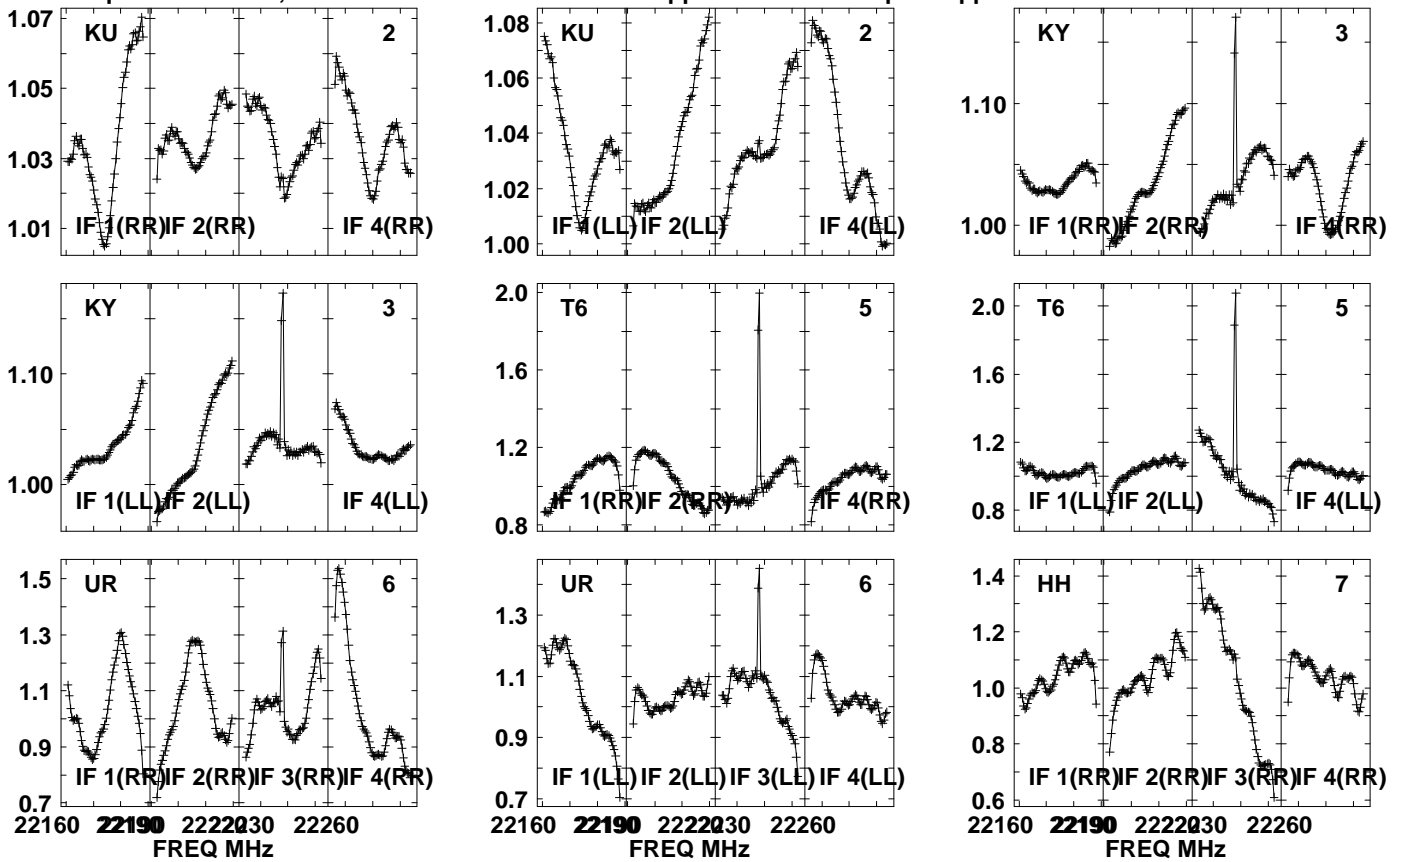 KU 2
1.07
1.05
1.03
1.01
IF 1(RR) IF 2(RR) IF 4(RR)
KU 2
1.08
1.06
1.04
1.02
1.00
IF 1(LL) IF 2(LL) IF 4(LL)
KY 3
1.10
1.00
IF 1(RR) IF 2(RR) IF 4(RR)
KY 3
1.10
1.00
IF 1(LL) IF 2(LL) IF 4(LL)
T6 5
2.0
1.6
1.2
0.8
IF 1(RR) IF 2(RR) IF 4(RR)
T6 5
2.0
1.6
1.2
0.8
IF 1(LL) IF 2(LL) IF 4(LL)
UR 6
1.5
1.3
1.1
0.9
0.7
IF 1(RR) IF 2(RR) IF 3(RR) IF 4(RR)
22160 22190 22260
FREQ MHz
UR 6
1.3
1.1
0.9
0.7
IF 1(LL) IF 2(LL) IF 3(LL) IF 4(LL)
22160 22190 22260
FREQ MHz
HH 7
1.4
1.2
1.0
0.8
0.6
IF 1(RR) IF 2(RR) IF 3(RR) IF 4(RR)
22160 22190 22260
FREQ MHz